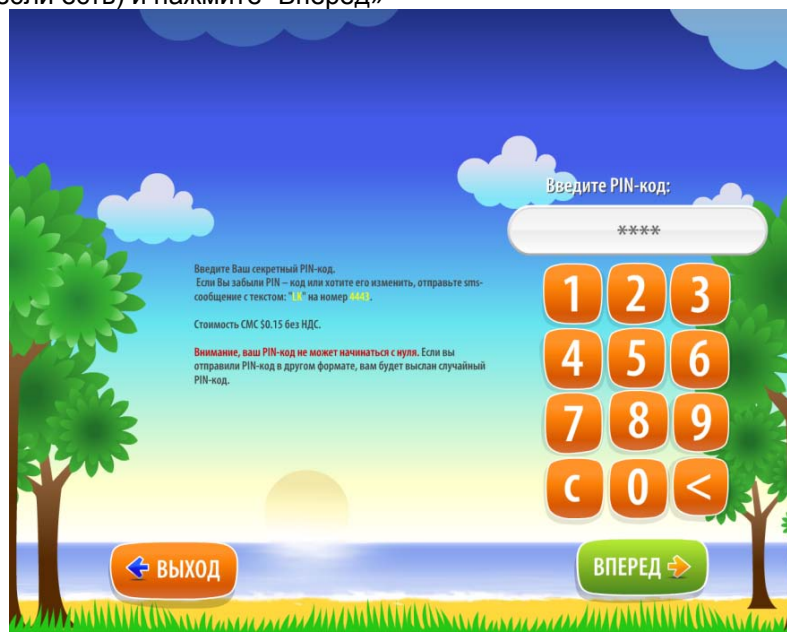 если есть) и нажмите "Вперед»
Введите PIN-код:
****
Введите Ваш секретный PIN-код.
Если Вы забыли PIN – код или хотите его изменить, отправьте sms-
сообщение с текстом: "LK" на номер 4443.
Стоимость СМС $0.15 без НДС.
Внимание, ваш PIN-код не может начинаться с нуля. Если вы
отправили PIN-код в другом формате, вам будет выслан случайный
PIN-код.
1 2 3
4 5 6
7 8 9
C 0 <
ВЫХОД
ВПЕРЕД